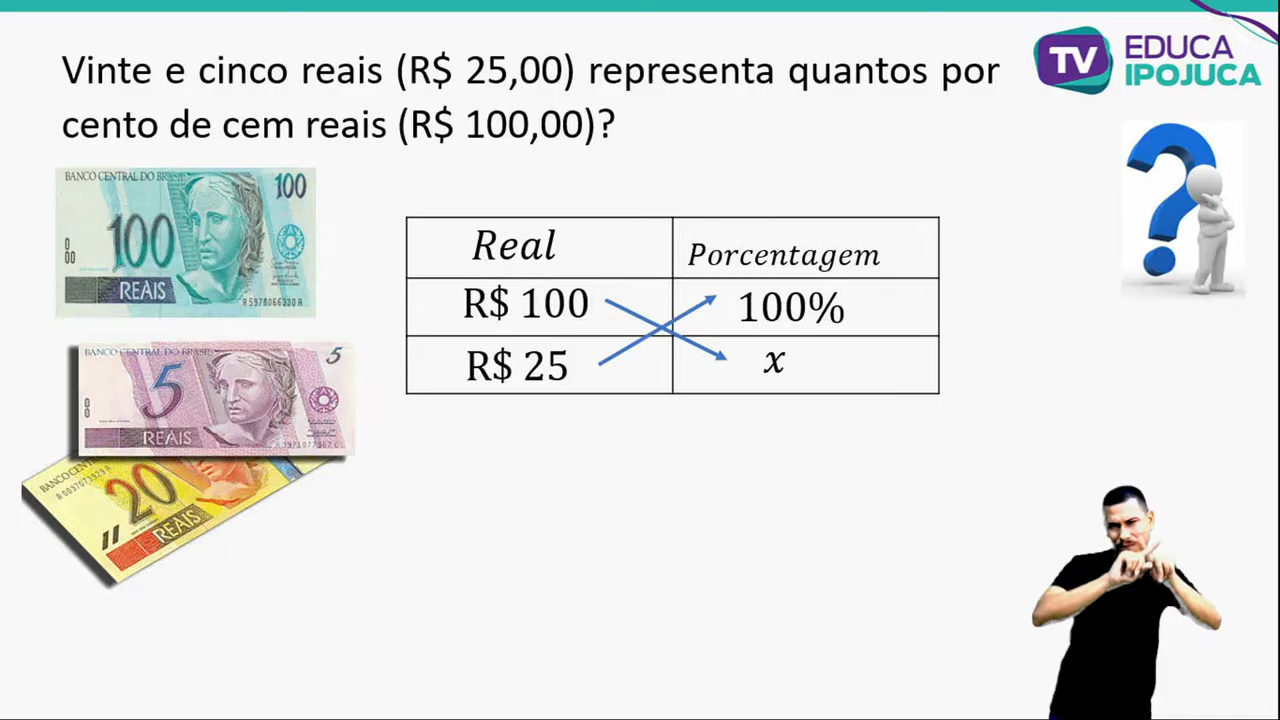 Vinte e cinco reais (R$ 25,00) representa quantos por
cento de cem reais (R$ 100,00)?
TV EDUCA
IPOJUCA
BANCO CENTRAL DO BRASIL
100
100
REAIS
Real
Porcentagem
R$ 100
100%
R$ 25
x
BANCO CENTRAL DO BRASIL
5
5
REAIS
20
REAIS